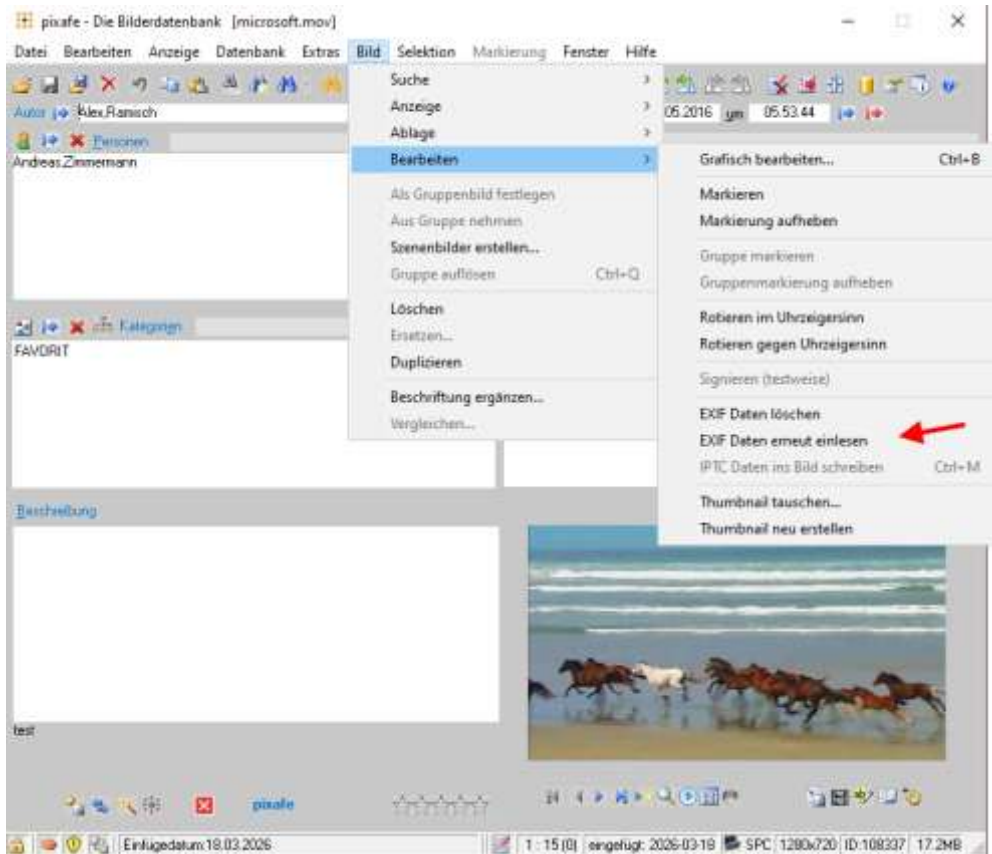 pixafe - Die Bilderdatenbank [microsoft.mov]
Datei Bearbeiten Anzeige Datenbank Extras Bild Selektion Markierung Fenster Hilfe
Autor Alex,Ramisch
05.2016 um 05.53.44
Personen
Andreas,Zimmermann
Kategorien
FAVORIT
Suche
Anzeige
Ablage
Bearbeiten
Als Gruppenbild festlegen
Aus Gruppe nehmen
Szenenbilder erstellen...
Gruppe auflösen Ctrl+Q
Löschen
Ersetzen...
Duplizieren
Beschriftung ergänzen...
Vergleichen...
Grafisch bearbeiten... Ctrl+B
Markieren
Markierung aufheben
Gruppe markieren
Gruppenmarkierung aufheben
Rotieren im Uhrzeigersinn
Rotieren gegen Uhrzeigersinn
Signieren (testweise)
EXIF Daten löschen
EXIF Daten erneut einlesen
IPTC Daten ins Bild schreiben Ctrl+M
Thumbnail tauschen...
Thumbnail neu erstellen
Beschreibung
test
pixafe
Einfügedatum:18.03.2026
1 : 15 (0) eingefügt: 2026-03-18 SPC 1280x720 ID:108337 17.2MB